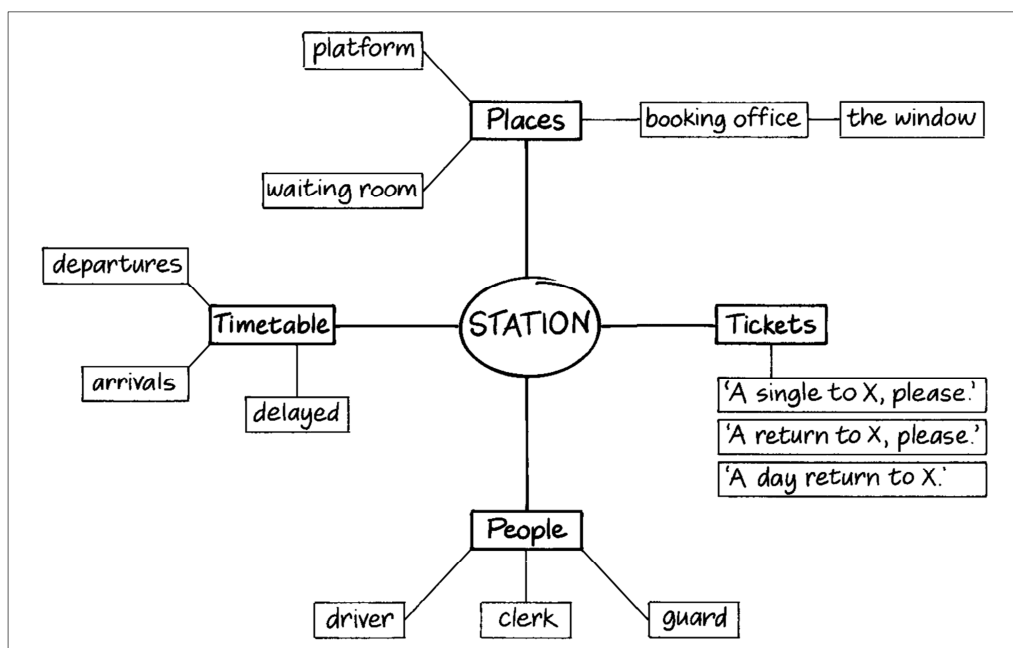 platform
Places
booking office
the window
waiting room
departures
Timetable
STATION
Tickets
arrivals
delayed
'A single to X, please.'
'A return to X, please.'
'A day return to X.'
People
driver
clerk
guard